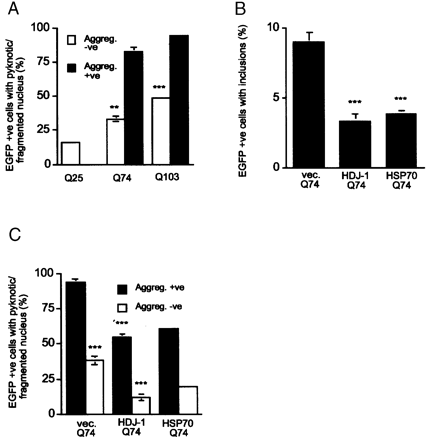 A
EGFP +ve cells with pyknotic/
fragmented nucleus (%)
100
75
50
25
Aggreg.
-ve
Aggreg.
+ve
**
***
Q25 Q74 Q103
B
EGFP +ve cells with inclusions (%)
10
5
0
***
***
vec. HDJ-1 HSP70
Q74 Q74 Q74
C
EGFP +ve cells with pyknotic/
fragmented nucleus (%)
100
75
50
25
0
Aggreg. +ve
Aggreg. -ve
***
***
***
vec. HDJ-1 HSP70
Q74 Q74 Q74